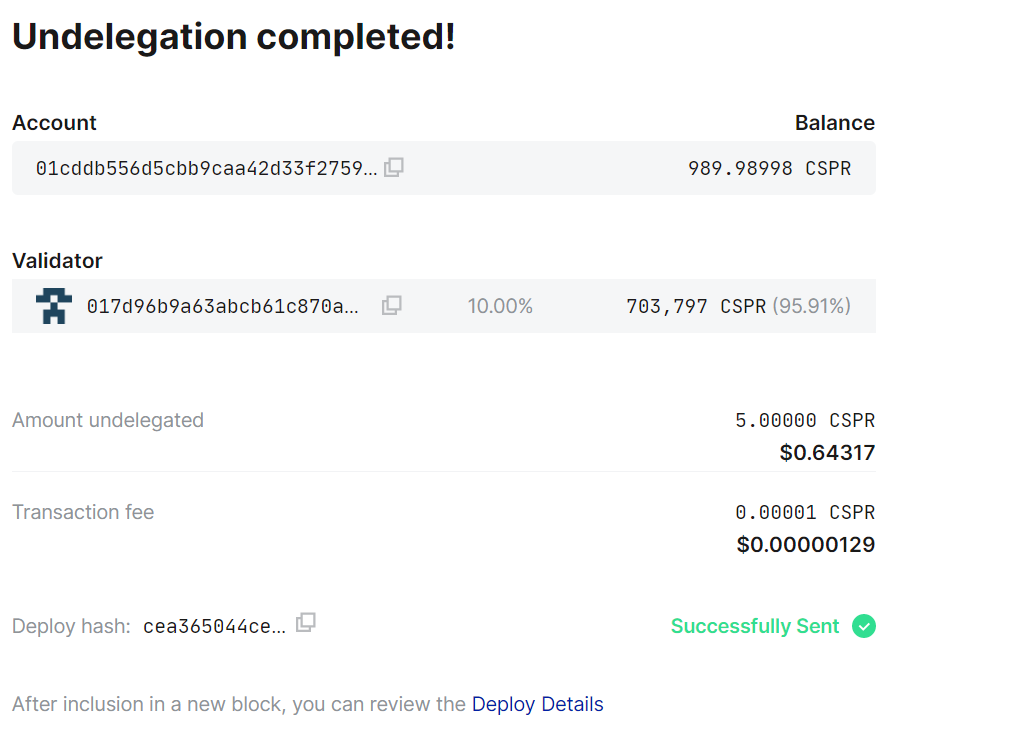 Undelegation completed!
Account Balance
01cddb556d5cbb9caa42d33f2759... 989.98998 CSPR
Validator
017d96b9a63abcb61c870a... 10.00% 703,797 CSPR (95.91%)
Amount undelegated 5.00000 CSPR
$0.64317
Transaction fee 0.00001 CSPR
$0.00000129
Deploy hash: cea365044ce... Successfully Sent
After inclusion in a new block, you can review the Deploy Details